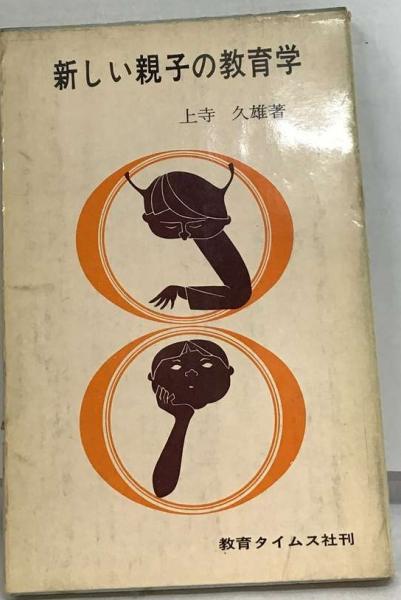 新しい親子の教育学
上寺 久雄著
教育タイムス社刊